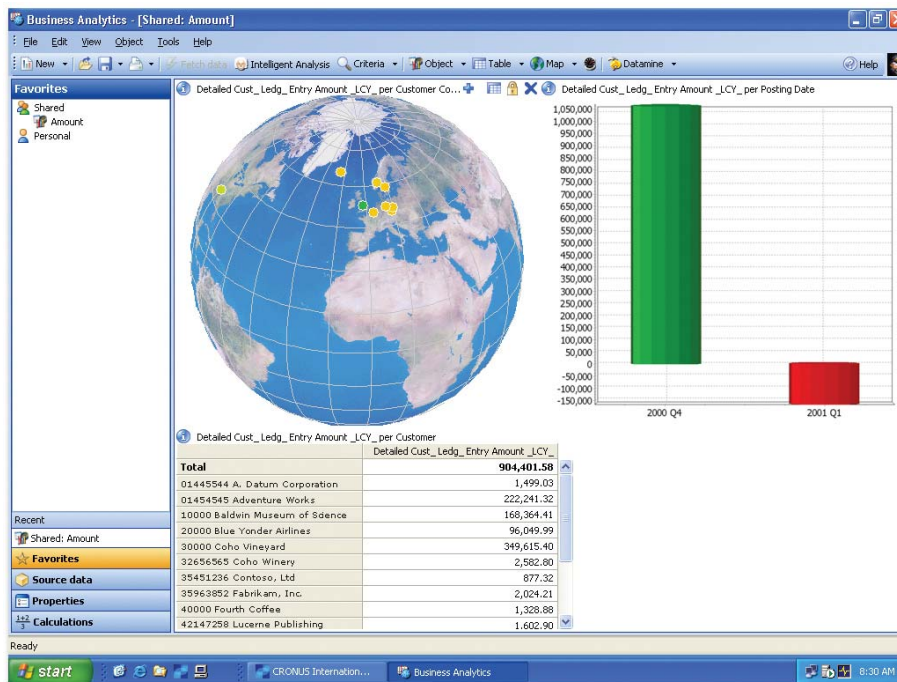 Business Analytics - [Shared: Amount]
File Edit View Object Tools Help
New Fetch data Intelligent Analysis Criteria Object Table Map Datamine Help
Favorites
Shared
Amount
Personal
Detailed Cust_ Ledg_ Entry Amount _LCY_ per Customer Co...
Detailed Cust_ Ledg_ Entry Amount _LCY_ per Posting Date
1,050,000
1,000,000
950,000
900,000
850,000
800,000
750,000
700,000
650,000
600,000
550,000
500,000
450,000
400,000
350,000
300,000
250,000
200,000
150,000
100,000
50,000
0
-50,000
-100,000
-150,000
2000 Q4 2001 Q1
Detailed Cust_ Ledg_ Entry Amount _LCY_ per Customer
Detailed Cust_ Ledg_ Entry Amount _LCY_
Total 904,401.58
01445544 A. Datum Corporation 1,499.03
01454545 Adventure Works 222,241.32
10000 Baldwin Museum of Sdence 168,364.41
20000 Blue Yonder Airlines 96,049.99
30000 Coho Vineyard 349,615.40
32656565 Coho Winery 2,582.80
35451236 Contoso, Ltd 877.32
35963852 Fabrikam, Inc. 2,024.21
40000 Fourth Coffee 1,328.88
42147258 Lucerne Publishing 1.602.90
Recent
Shared: Amount
Favorites
Source data
Properties
1+2
3
Calculations
Ready
start CRONUS Internation... Business Analytics 8:30 AM